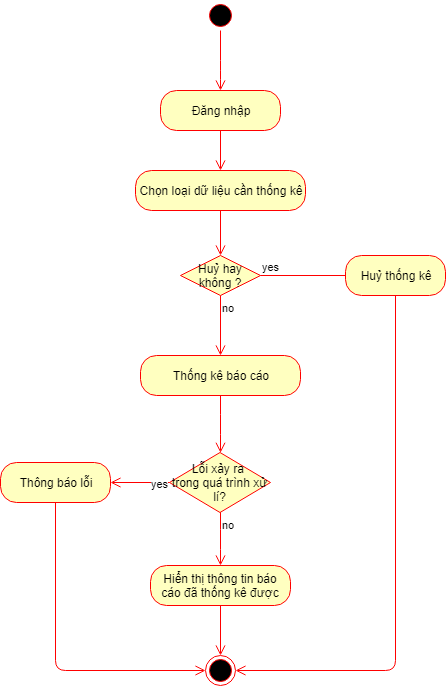 Đăng nhập
Chọn loại dữ liệu cần thống kê
Huỷ hay
không ?
yes
Huỷ thống kê
no
Thống kê báo cáo
Lỗi xảy ra
trong quá trình xử
lí?
yes
Thông báo lỗi
no
Hiển thị thông tin báo
cáo đã thống kê được